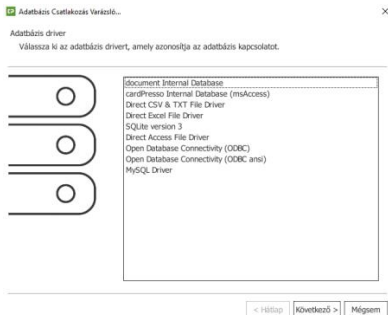 Adatbázis Csatlakozás Varázsló...
Adatbázis driver
Válassza ki az adatbázis drivert, amely azonosítja az adatbázis kapcsolatot.
document Internal Database
cardPresso Internal Database (msAccess)
Direct CSV & TXT File Driver
Direct Excel File Driver
SQLite version 3
Direct Access File Driver
Open Database Connectivity (ODBC)
Open Database Connectivity (ODBC ansi)
MySQL Driver
< Hátlap Következő > Mégsem